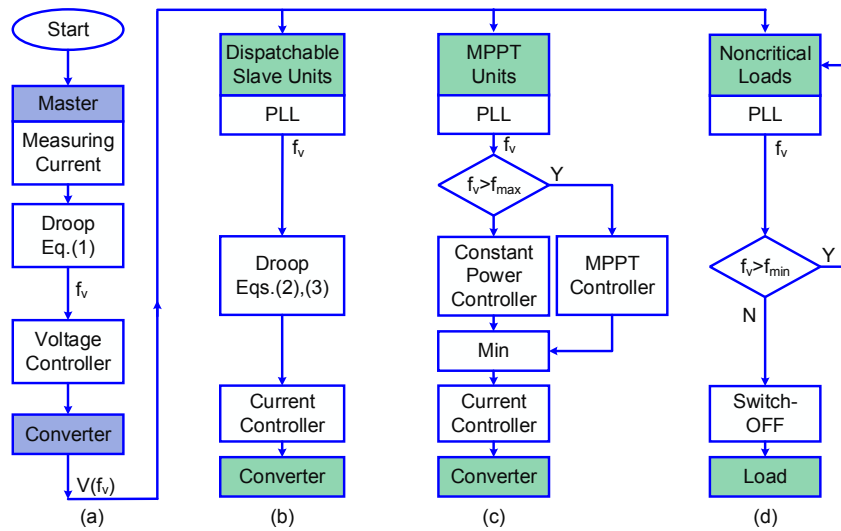 Start
Master
Measuring
Current
Droop
Eq.(1)
fv
Voltage
Controller
Converter
V(fv)
(a)
Dispatchable
Slave Units
PLL
fv
Droop
Eqs.(2),(3)
Current
Controller
Converter
(b)
MPPT
Units
PLL
fv
fv>fmax
Y
Constant
Power
Controller
MPPT
Controller
Min
Current
Controller
Converter
(c)
Noncritical
Loads
PLL
fv
fv>fmin
Y
N
Switch-
OFF
Load
(d)